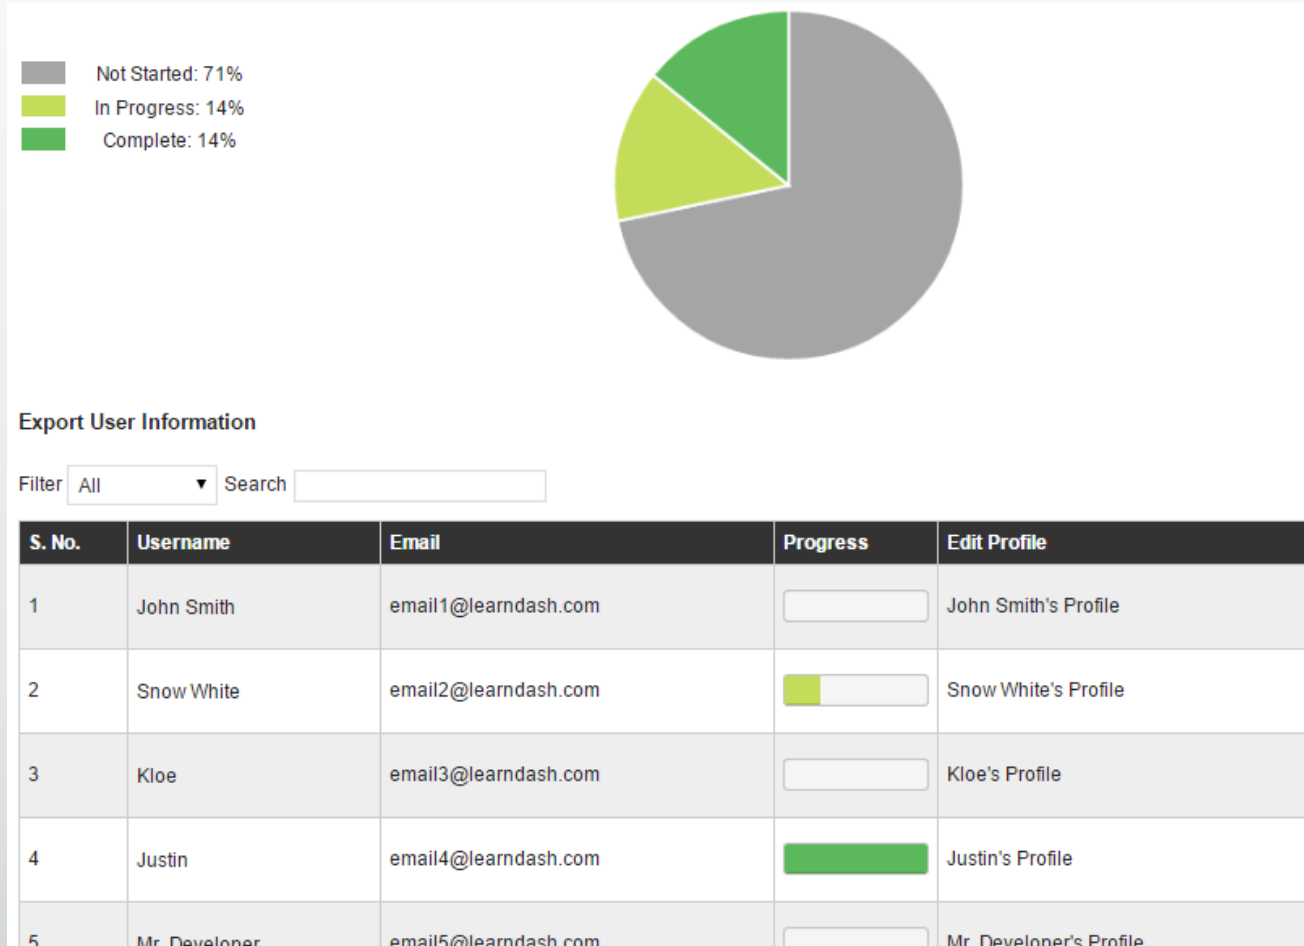 Not Started: 71%
In Progress: 14%
Complete: 14%
Export User Information
Filter All ▼ Search
S. No. Username Email Progress Edit Profile
1 John Smith email1@learndash.com John Smith's Profile
2 Snow White email2@learndash.com Snow White's Profile
3 Kloe email3@learndash.com Kloe's Profile
4 Justin email4@learndash.com Justin's Profile
5 Mr. Developer email5@learndash.com Mr. Developer's Profile